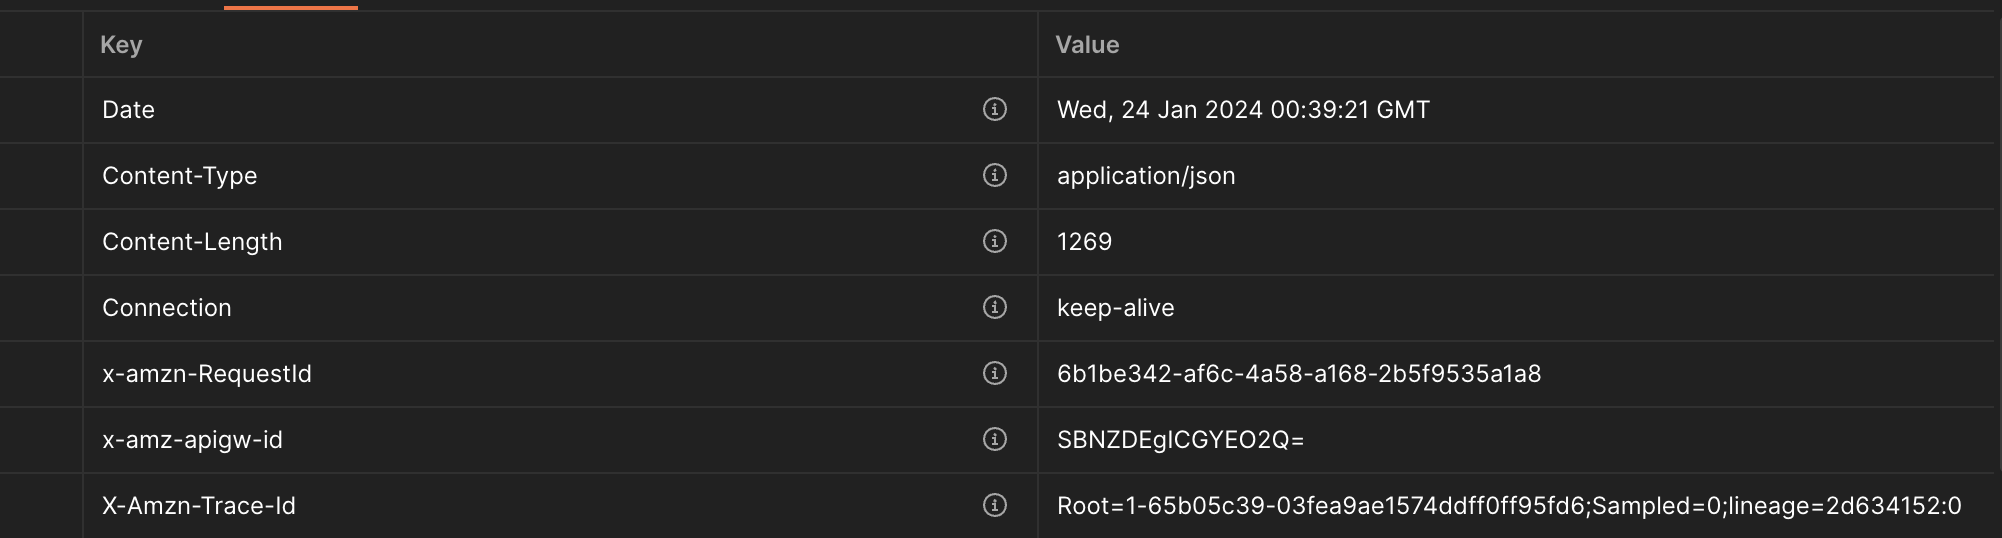 Key Value
Date Wed, 24 Jan 2024 00:39:21 GMT
Content-Type application/json
Content-Length 1269
Connection keep-alive
x-amzn-RequestId 6b1be342-af6c-4a58-a168-2b5f9535a1a8
x-amz-apigw-id SBNZDEgICGYEO2Q=
X-Amzn-Trace-Id Root=1-65b05c39-03fea9ae1574ddff0ff95fd6;Sampled=0;lineage=2d634152:0